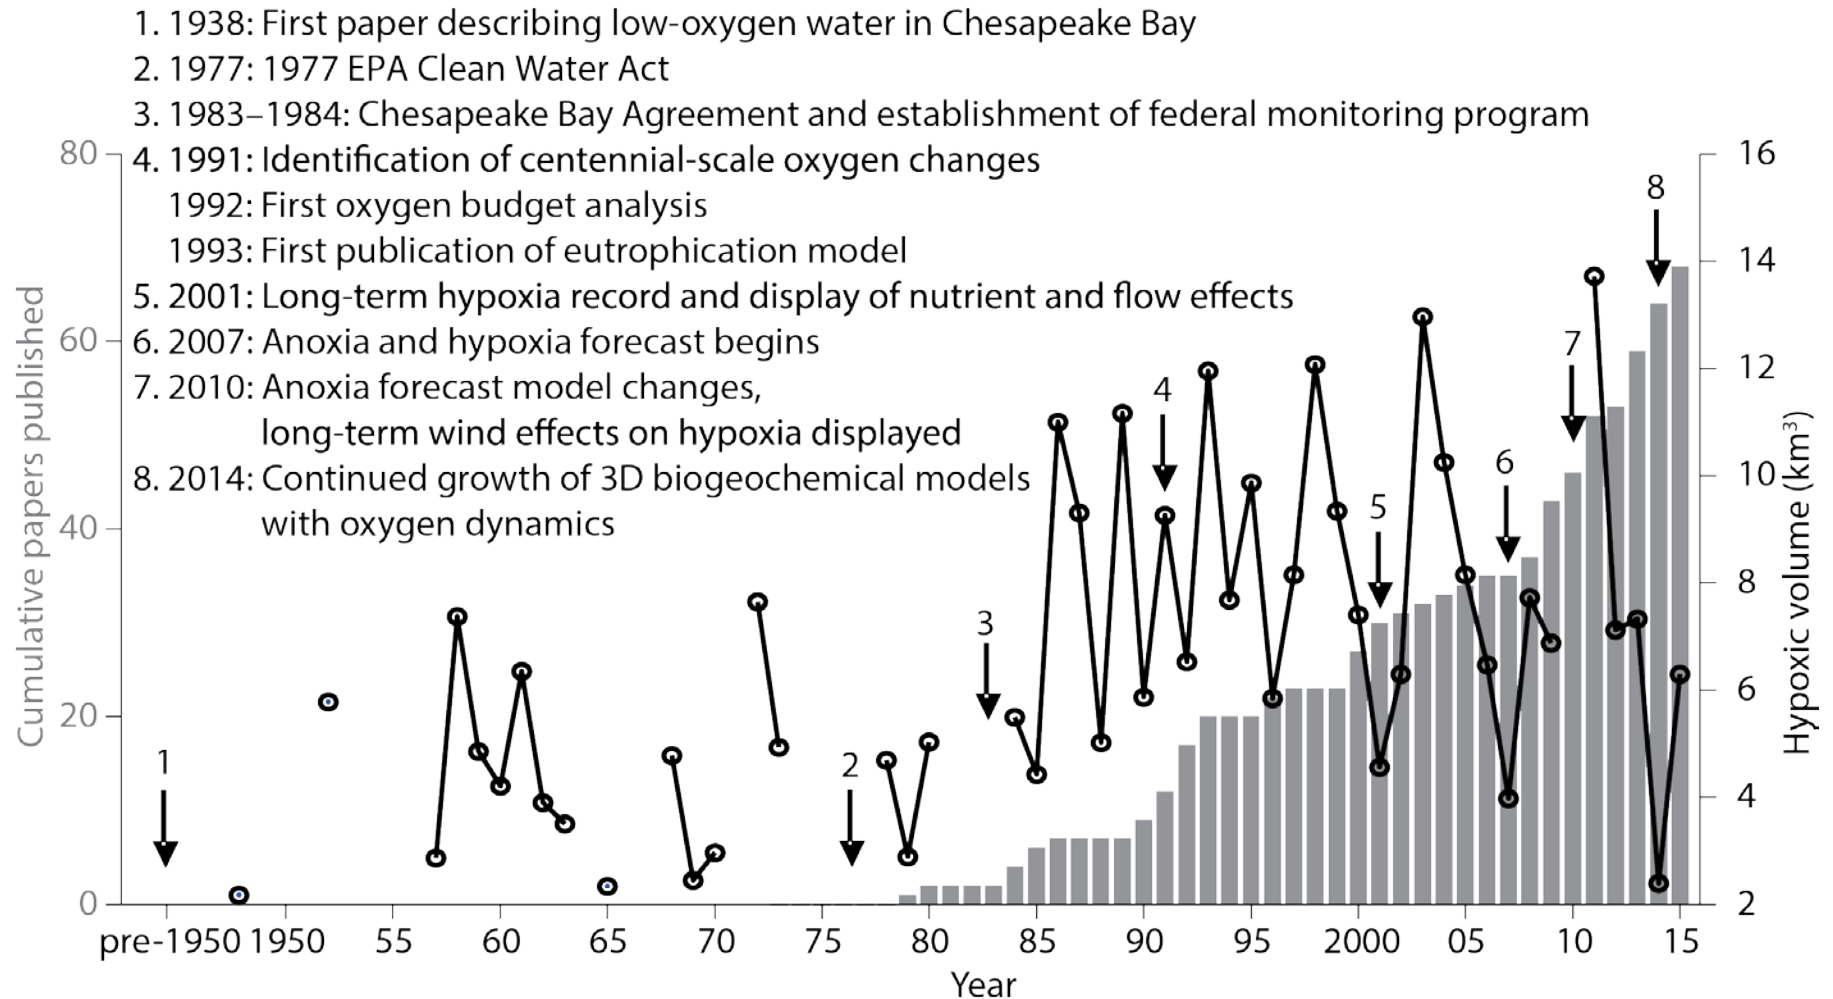 1. 1938: First paper describing low-oxygen water in Chesapeake Bay
2. 1977: 1977 EPA Clean Water Act
3. 1983–1984: Chesapeake Bay Agreement and establishment of federal monitoring program
4. 1991: Identification of centennial-scale oxygen changes
1992: First oxygen budget analysis
1993: First publication of eutrophication model
5. 2001: Long-term hypoxia record and display of nutrient and flow effects
6. 2007: Anoxia and hypoxia forecast begins
7. 2010: Anoxia forecast model changes,
long-term wind effects on hypoxia displayed
8. 2014: Continued growth of 3D biogeochemical models
with oxygen dynamics
Cumulative papers published
80
60
40
20
0
1
2
3
4
5
6
7
8
16
14
12
10
8
6
4
2
Hypoxic volume (km³)
pre-1950 1950 55 60 65 70 75 80 85 90 95 2000 05 10 15
Year